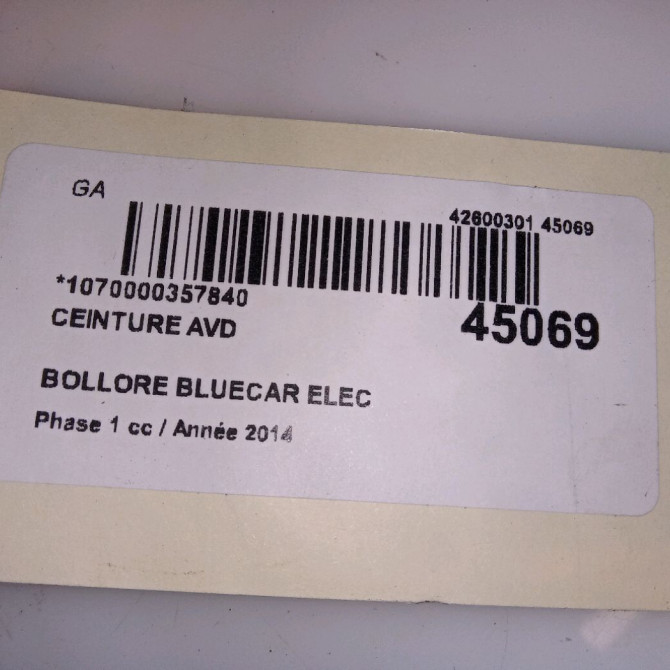 GA
42600301 45069
*1070000357840
CEINTURE AVD
45069
BOLLORE BLUECAR ELEC
Phase 1 cc / Année 2014